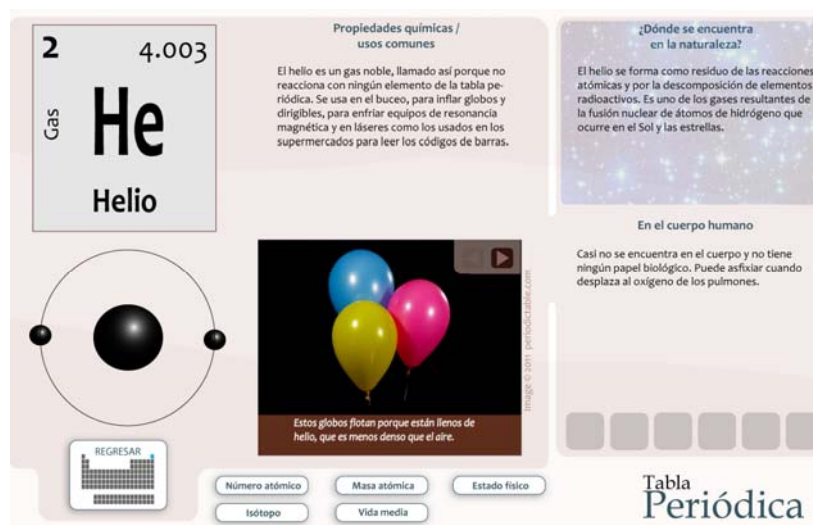 2
4.003
Gas
He
Helio
Propiedades químicas /
usos comunes
El helio es un gas noble, llamado así porque no
reacciona con ningún elemento de la tabla pe-
riódica. Se usa en el buceo, para inflar globos y
dirigibles, para enfriar equipos de resonancia
magnética y en láseres como los usados en los
supermercados para leer los códigos de barras.
¿Dónde se encuentra
en la naturaleza?
El helio se forma como residuo de las reacciones
atómicas y por la descomposición de elementos
radioactivos. Es uno de los gases resultantes de
la fusión nuclear de átomos de hidrógeno que
ocurre en el Sol y las estrellas.
En el cuerpo humano
Casi no se encuentra en el cuerpo y no tiene
ningún papel biológico. Puede asfixiar cuando
desplaza al oxígeno de los pulmones.
Image © 2011 periodictable.com
Estos globos flotan porque están llenos de
helio, que es menos denso que el aire.
REGRESAR
Número atómico
Masa atómica
Estado físico
Isótopo
Vida media
Tabla
Periódica